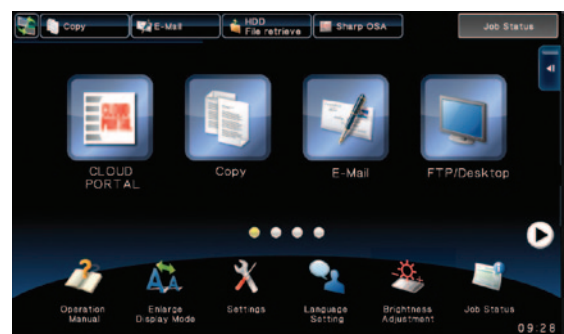 Copy
E-Mail
HDD
File retrieve
Sharp OSA
Job Status
CLOUD
PORTAL
Copy
E-Mail
FTP/Desktop
Operation
Manual
Enlarge
Display Mode
Settings
Language
Setting
Brightness
Adjustment
Job Status
09:28